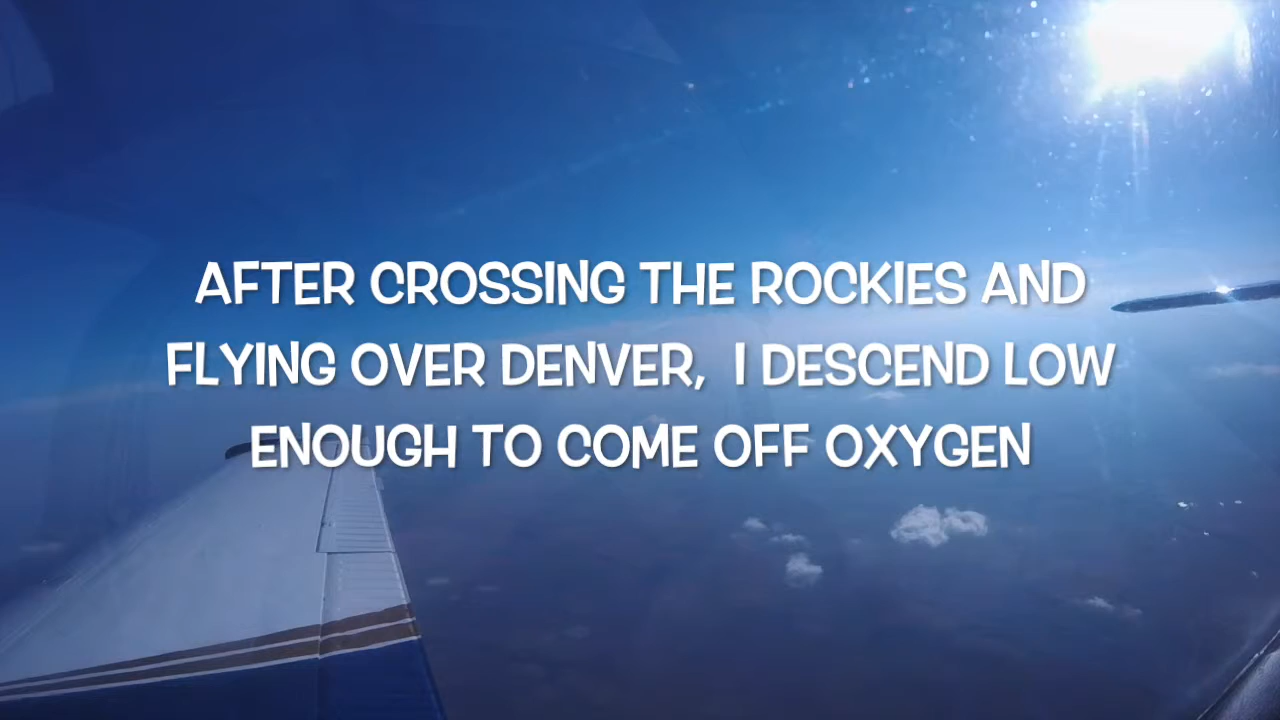 AFTER CROSSING THE ROCKIES AND
FLYING OVER DENVER, I DESCEND LOW
ENOUGH TO COME OFF OXYGEN